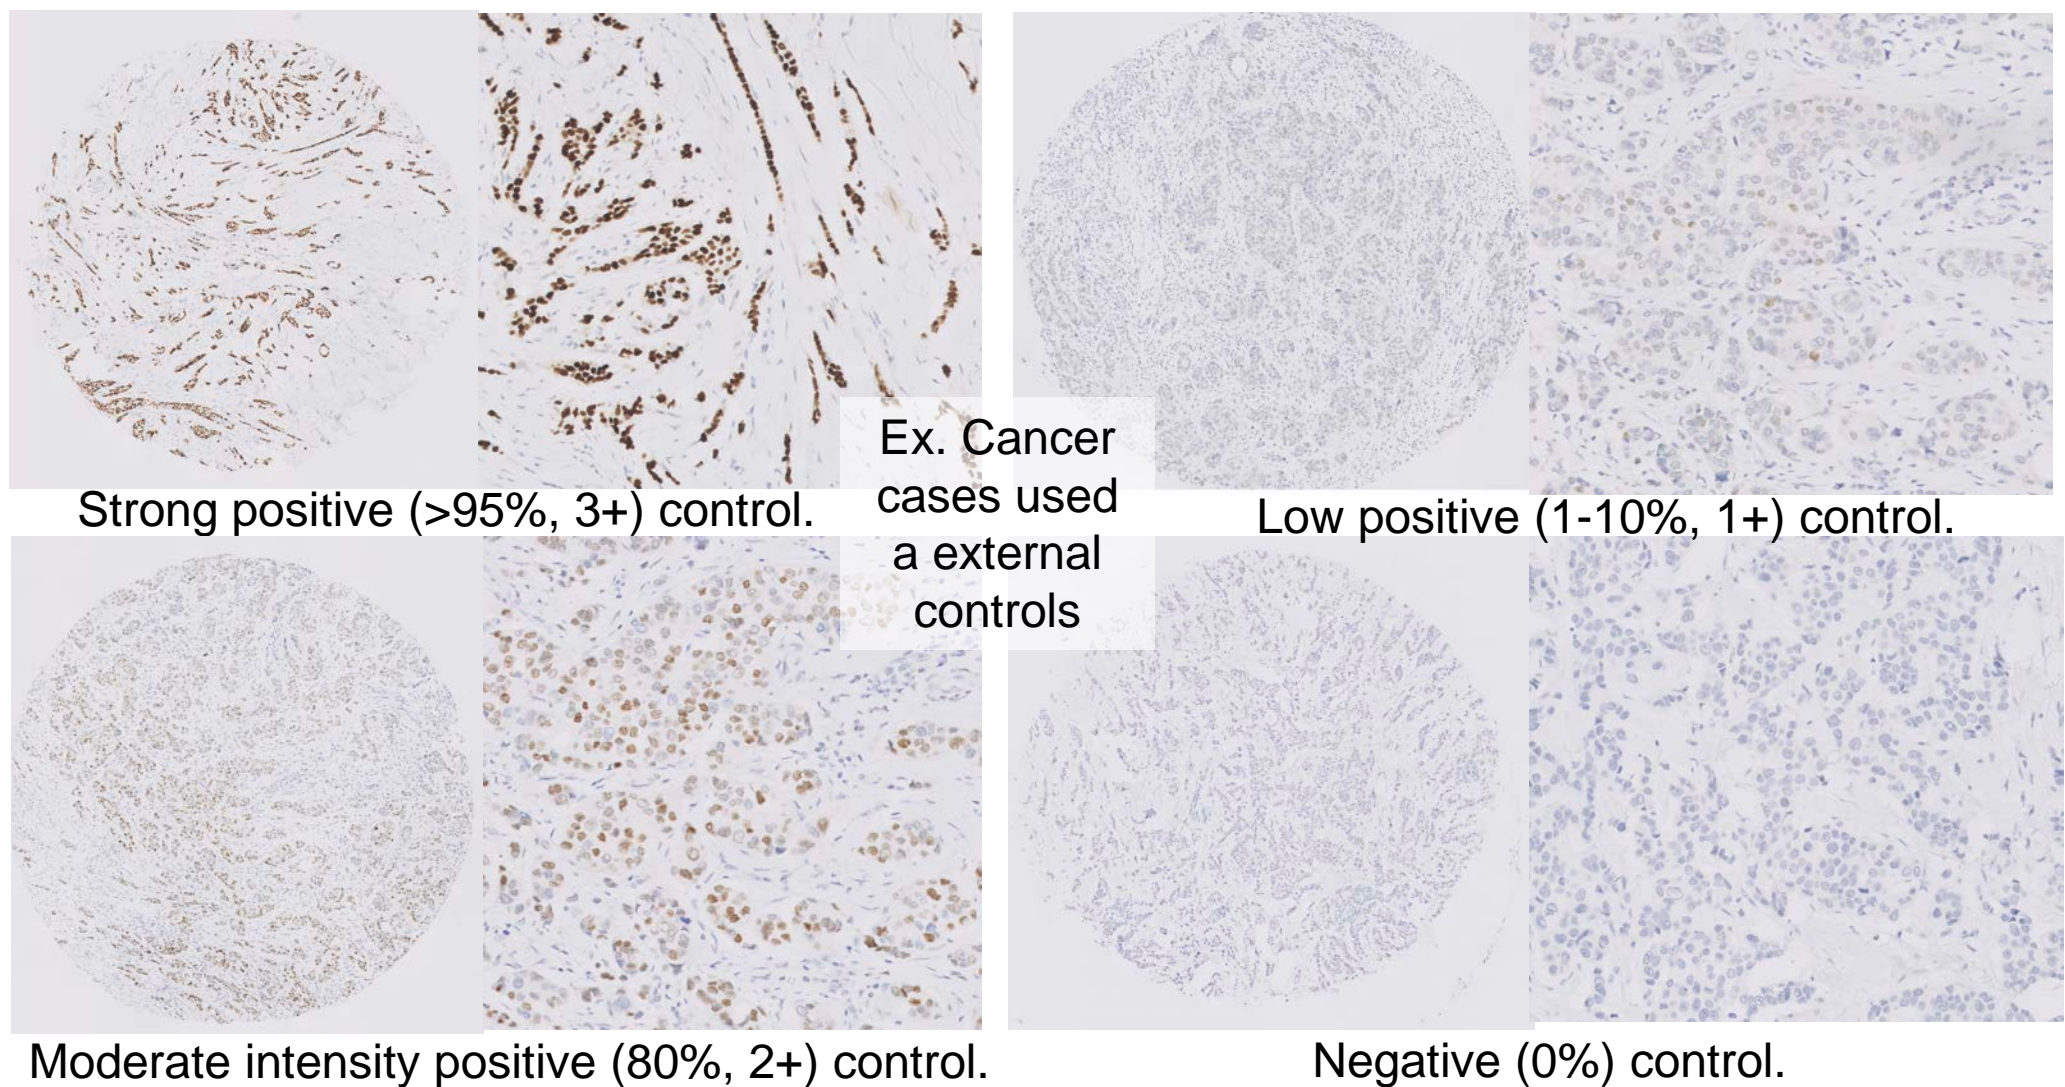 Strong positive (>95%, 3+) control.
Ex. Cancer
cases used
a external
controls
Low positive (1-10%, 1+) control.
Moderate intensity positive (80%, 2+) control.
Negative (0%) control.